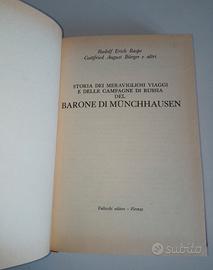 Rudolf Erich Raspe
Gottfried August Bürger e altri
STORIA DEI MERAVIGLIOSI VIAGGI
E DELLE CAMPAGNE DI RUSSIA
DEL
BARONE DI MÜNCHHAUSEN
Vallecchi editore - Firenze
subito